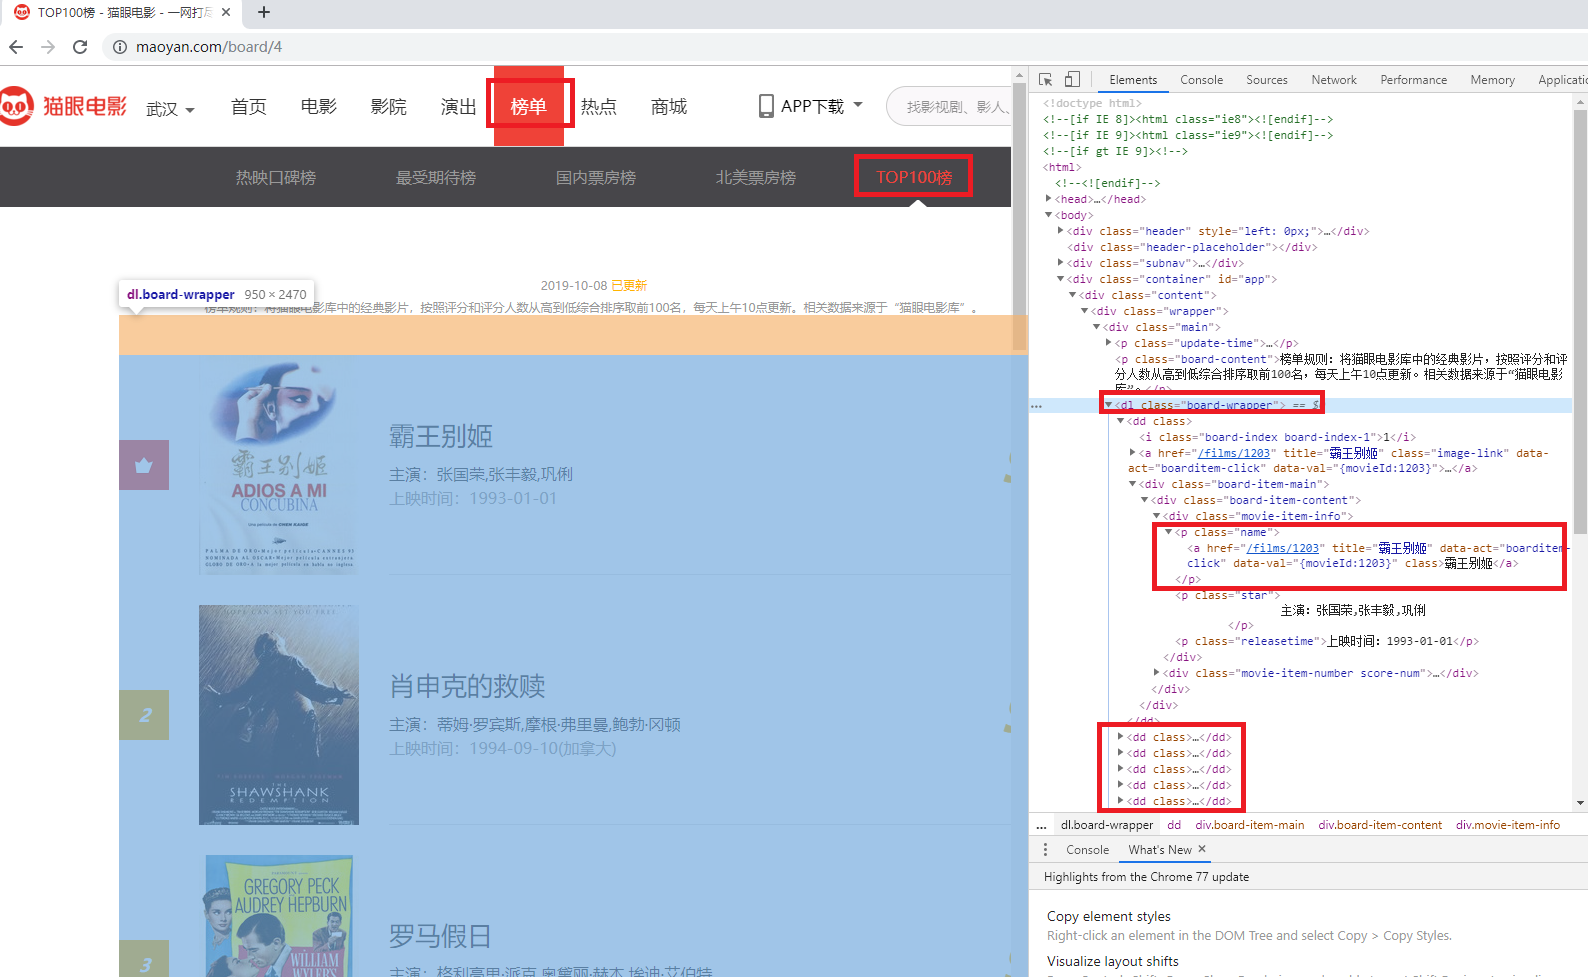 TOP100榜 - 猫眼电影 - 一网打尽
maoyan.com/board/4
猫眼电影
武汉
首页
电影
影院
演出
榜单
热点
商城
APP下载
找影视剧、影人、
热映口碑榜
最受期待榜
国内票房榜
北美票房榜
TOP100榜
dl.board-wrapper 950 × 2470
2019-10-08 已更新
榜单规则：将猫眼电影库中的经典影片，按照评分和评分人数从高到低综合排序取前100名，每天上午10点更新。相关数据来源于“猫眼电影库”。
霸王别姬
ADIOS A MI
CONCUBINA
霸王别姬
主演：张国荣,张丰毅,巩俐
上映时间：1993-01-01
2
THE
SHAWSHANK
REDEMPTION
肖申克的救赎
主演：蒂姆·罗宾斯,摩根·弗里曼,鲍勃·冈顿
上映时间：1994-09-10(加拿大)
3
GREGORY PECK
AUDREY HEPBURN
WILLIAM
WYLER'S
罗马假日
主演：格利高里·派克,奥黛丽·赫本,埃迪·艾伯特
Elements Console Sources Network Performance Memory Applicatio
<!doctype html>
<!--[if IE 8]><html class="ie8"><![endif]-->
<!--[if IE 9]><html class="ie9"><![endif]-->
<!--[if gt IE 9]><!-->
<html>
<!--<![endif]-->
<head>…</head>
<body>
<div class="header" style="left: 0px;">…</div>
<div class="header-placeholder"></div>
<div class="subnav">…</div>
<div class="container" id="app">
<div class="content">
<div class="wrapper">
<div class="main">
<p class="update-time">…</p>
<p class="board-content">榜单规则：将猫眼电影库中的经典影片，按照评分和评
分人数从高到低综合排序取前100名，每天上午10点更新。相关数据来源于“猫眼电影
库”。</p>
… <dl class="board-wrapper"> == $
<dd class>
<i class="board-index board-index-1">1</i>
<a href="/films/1203" title="霸王别姬" class="image-link" data-
act="boarditem-click" data-val="{movieId:1203}">…</a>
<div class="board-item-main">
<div class="board-item-content">
<div class="movie-item-info">
<p class="name">
<a href="/films/1203" title="霸王别姬" data-act="boarditem-
click" data-val="{movieId:1203}" class>霸王别姬</a>
</p>
<p class="star">
主演：张国荣,张丰毅,巩俐
</p>
<p class="releasetime">上映时间：1993-01-01</p>
</div>
<div class="movie-item-number score-num">…</div>
</div>
</div>
</dd>
<dd class>…</dd>
<dd class>…</dd>
<dd class>…</dd>
<dd class>…</dd>
<dd class>…</dd>
… dl.board-wrapper dd div.board-item-main div.board-item-content div.movie-item-info
Console What's New ×
Highlights from the Chrome 77 update
Copy element styles
Right-click an element in the DOM Tree and select Copy > Copy Styles.
Visualize layout shifts